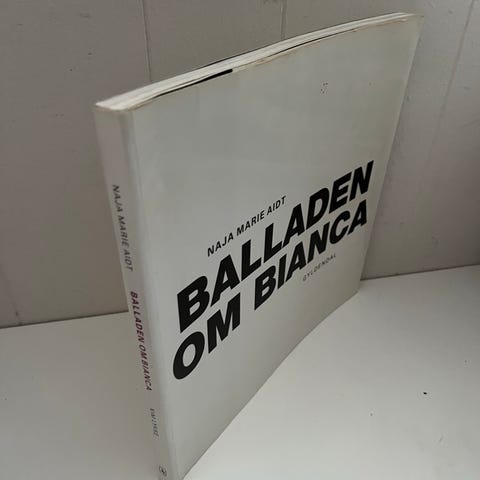 NAJA MARIE AIDT
BALLADEN
OM BIANCA
GYLDENDAL
NAJA MARIE AIDT
BALLADEN OM BIANCA